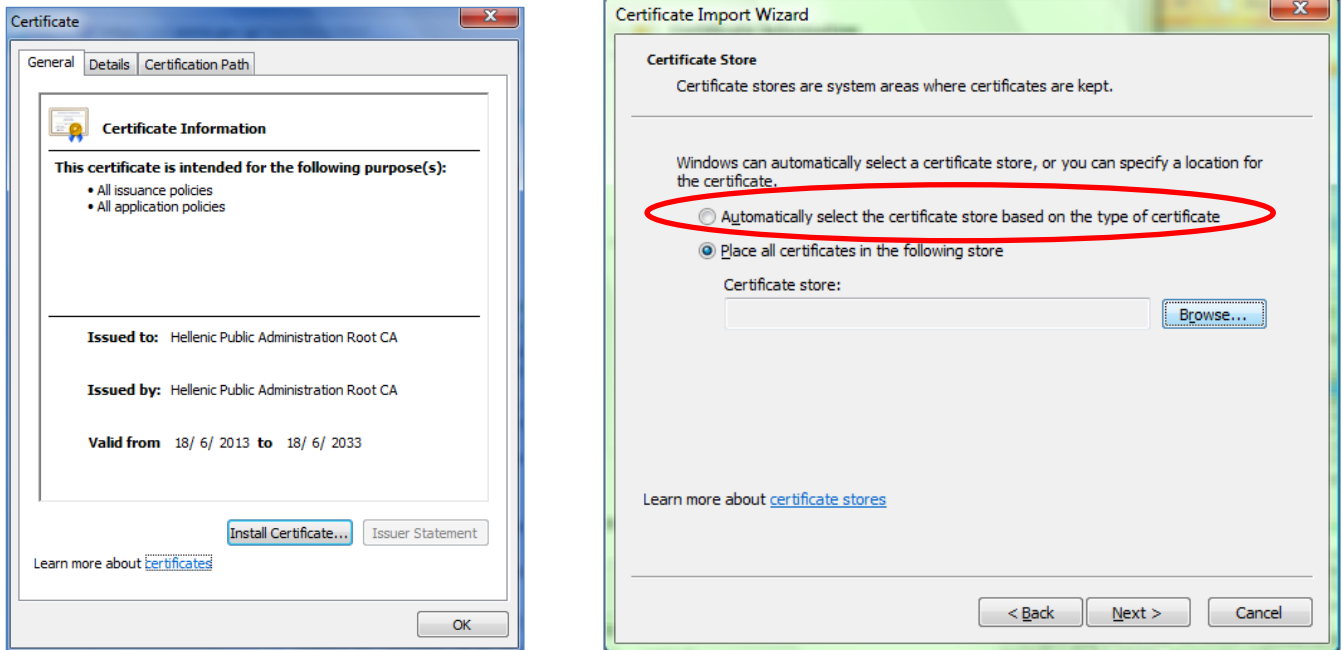 Certificate
General Details Certification Path
Certificate Information
This certificate is intended for the following purpose(s):
• All issuance policies
• All application policies
Issued to: Hellenic Public Administration Root CA
Issued by: Hellenic Public Administration Root CA
Valid from 18/ 6/ 2013 to 18/ 6/ 2033
Install Certificate... Issuer Statement
Learn more about certificates
OK
Certificate Import Wizard
Certificate Store
Certificate stores are system areas where certificates are kept.
Windows can automatically select a certificate store, or you can specify a location for
the certificate.
Automatically select the certificate store based on the type of certificate
Place all certificates in the following store
Certificate store:
Browse...
Learn more about certificate stores
< Back Next > Cancel